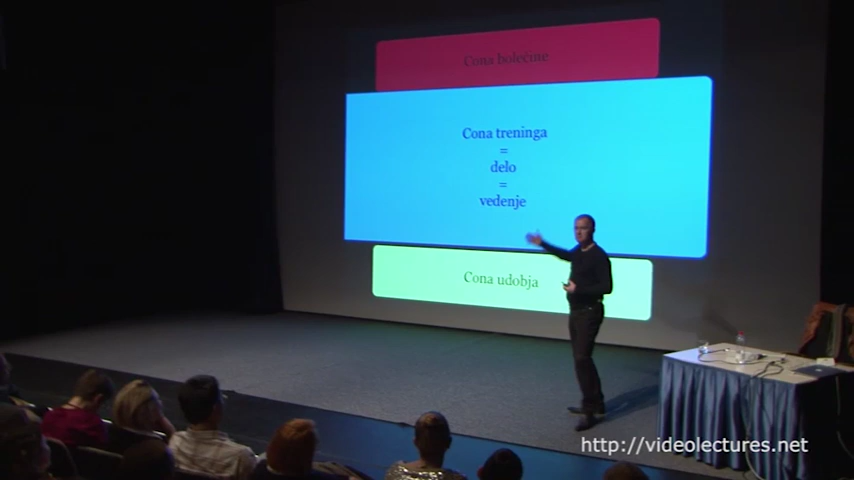 Cona bolečine
Cona treninga
=
delo
=
vedenje
Cona udobja
http://videolectures.net